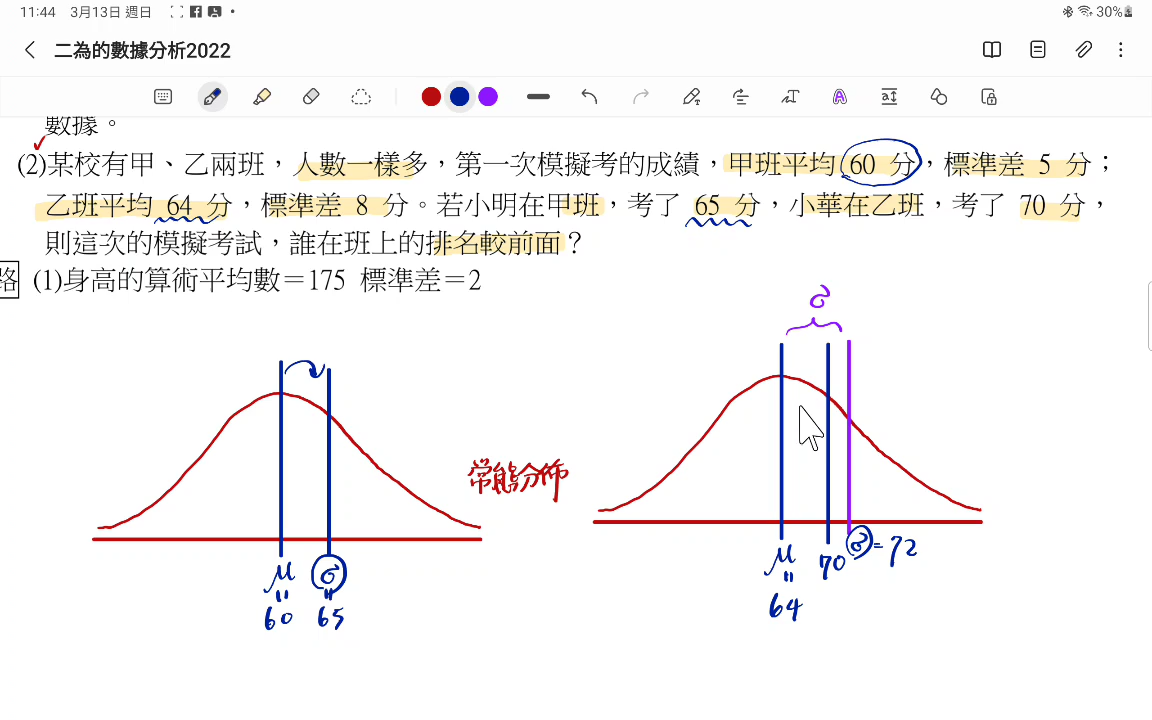 11:44 3月13日 週日
30%
二為的數據分析2022
數據。
(2)某校有甲、乙兩班，人數一樣多，第一次模擬考的成績，甲班平均 60 分，標準差 5 分；
乙班平均 64 分，標準差 8 分。若小明在甲班，考了 65 分，小華在乙班，考了 70 分，
則這次的模擬考試，誰在班上的排名較前面？
路 (1)身高的算術平均數＝175 標準差＝2
σ
常態分佈
μ σ
60 65
μ 70 σ = 72
64